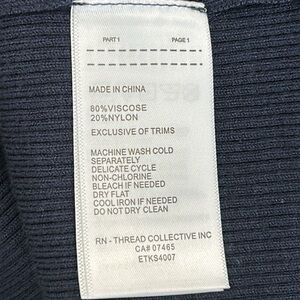 PART 1 PAGE 1
MADE IN CHINA
80%VISCOSE
20%NYLON
EXCLUSIVE OF TRIMS
MACHINE WASH COLD
SEPARATELY
DELICATE CYCLE
NON-CHLORINE
BLEACH IF NEEDED
DRY FLAT
COOL IRON IF NEEDED
DO NOT DRY CLEAN
RN - THREAD COLLECTIVE INC
CA# 07465
ETKS4007